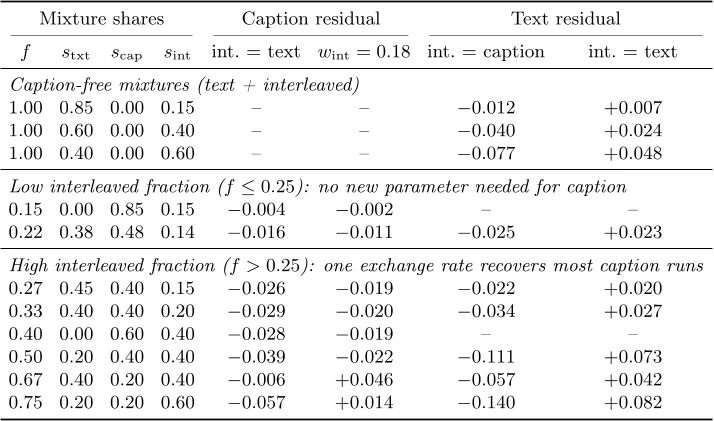 Mixture shares Caption residual Text residual
f s_txt s_cap s_int int. = text w_int = 0.18 int. = caption int. = text
Caption-free mixtures (text + interleaved)
1.00 0.85 0.00 0.15 – – −0.012 +0.007
1.00 0.60 0.00 0.40 – – −0.040 +0.024
1.00 0.40 0.00 0.60 – – −0.077 +0.048
Low interleaved fraction (f ≤ 0.25): no new parameter needed for caption
0.15 0.00 0.85 0.15 −0.004 −0.002 – –
0.22 0.38 0.48 0.14 −0.016 −0.011 −0.025 +0.023
High interleaved fraction (f > 0.25): one exchange rate recovers most caption runs
0.27 0.45 0.40 0.15 −0.026 −0.019 −0.022 +0.020
0.33 0.40 0.40 0.20 −0.029 −0.020 −0.034 +0.027
0.40 0.00 0.60 0.40 −0.028 −0.019 – –
0.50 0.20 0.40 0.40 −0.039 −0.022 −0.111 +0.073
0.67 0.40 0.20 0.40 −0.006 +0.046 −0.057 +0.042
0.75 0.20 0.20 0.60 −0.057 +0.014 −0.140 +0.082